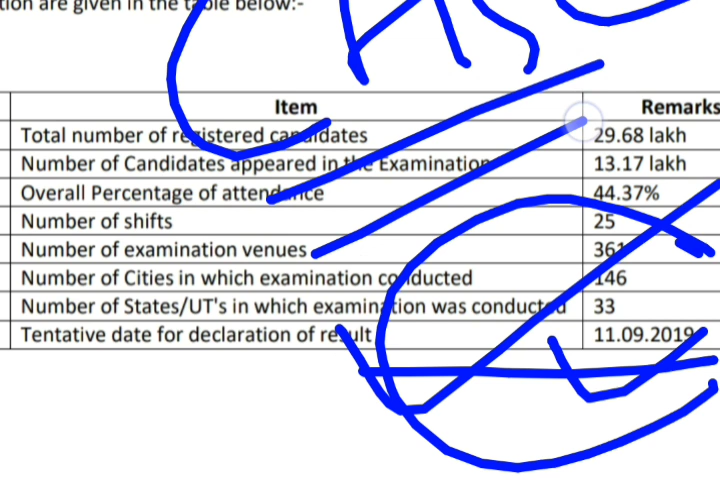 tion are given in the table below:-
Item Remarks
Total number of registered candidates 29.68 lakh
Number of Candidates appeared in the Examination 13.17 lakh
Overall Percentage of attendance 44.37%
Number of shifts 25
Number of examination venues 361
Number of Cities in which examination conducted 146
Number of States/UT's in which examination was conducted 33
Tentative date for declaration of result 11.09.2019